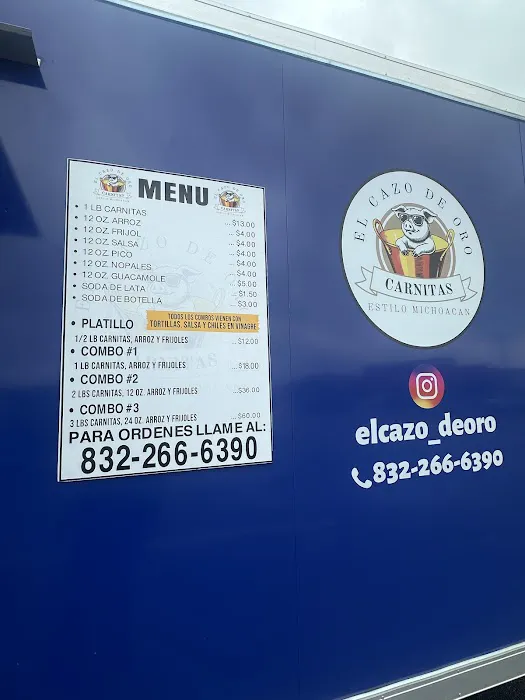 MENU
• 1 LB CARNITAS ...$13.00
• 12 OZ. ARROZ ...$4.00
• 12 OZ. FRIJOL ...$4.00
• 12 OZ. SALSA ...$4.00
• 12 OZ. PICO ...$4.00
• 12 OZ. NOPALES ...$4.00
• 12 OZ. GUACAMOLE ...$5.00
• SODA DE LATA ...$1.50
• SODA DE BOTELLA ...$3.00
• PLATILLO
TODOS LOS COMBOS VIENEN CON
TORTILLAS, SALSA Y CHILES EN VINAGRE
1/2 LB CARNITAS, ARROZ Y FRIJOLES ...$12.00
• COMBO #1
1 LB CARNITAS, ARROZ Y FRIJOLES ...$18.00
• COMBO #2
2 LBS CARNITAS, 12 OZ. ARROZ Y FRIJOLES ...$36.00
• COMBO #3
3 LBS CARNITAS, 24 OZ. ARROZ Y FRIJOLES ...$60.00
PARA ORDENES LLAME AL:
832-266-6390
EL CAZO DE ORO
CARNITAS
ESTILO MICHOACAN
elcazo_deoro
832-266-6390